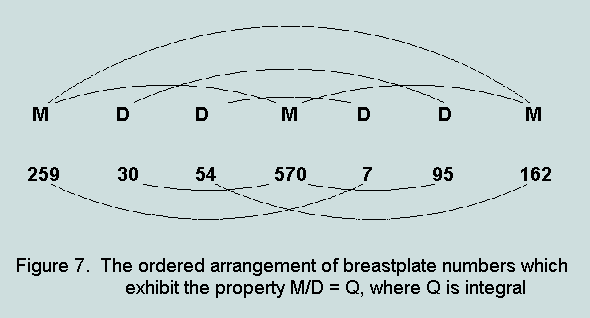 M D D M D D M
259 30 54 570 7 95 162
Figure 7. The ordered arrangement of breastplate numbers which
exhibit the property M/D = Q, where Q is integral